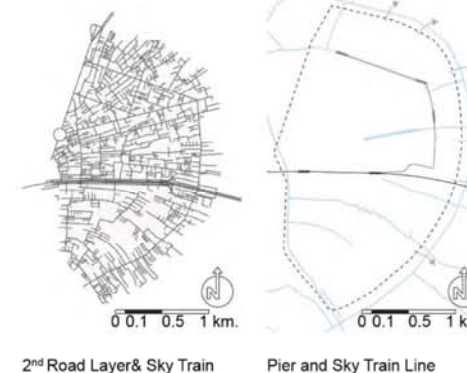 N
0 0.1 0.5 1 km.
2nd Road Layer& Sky Train
N
0 0.1 0.5 1 k
Pier and Sky Train Line